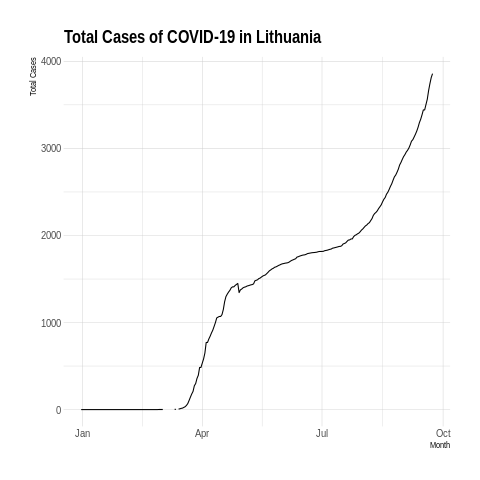 Total Cases of COVID-19 in Lithuania
Total Cases
4000
3000
2000
1000
0
Jan Apr Jul Oct
Month